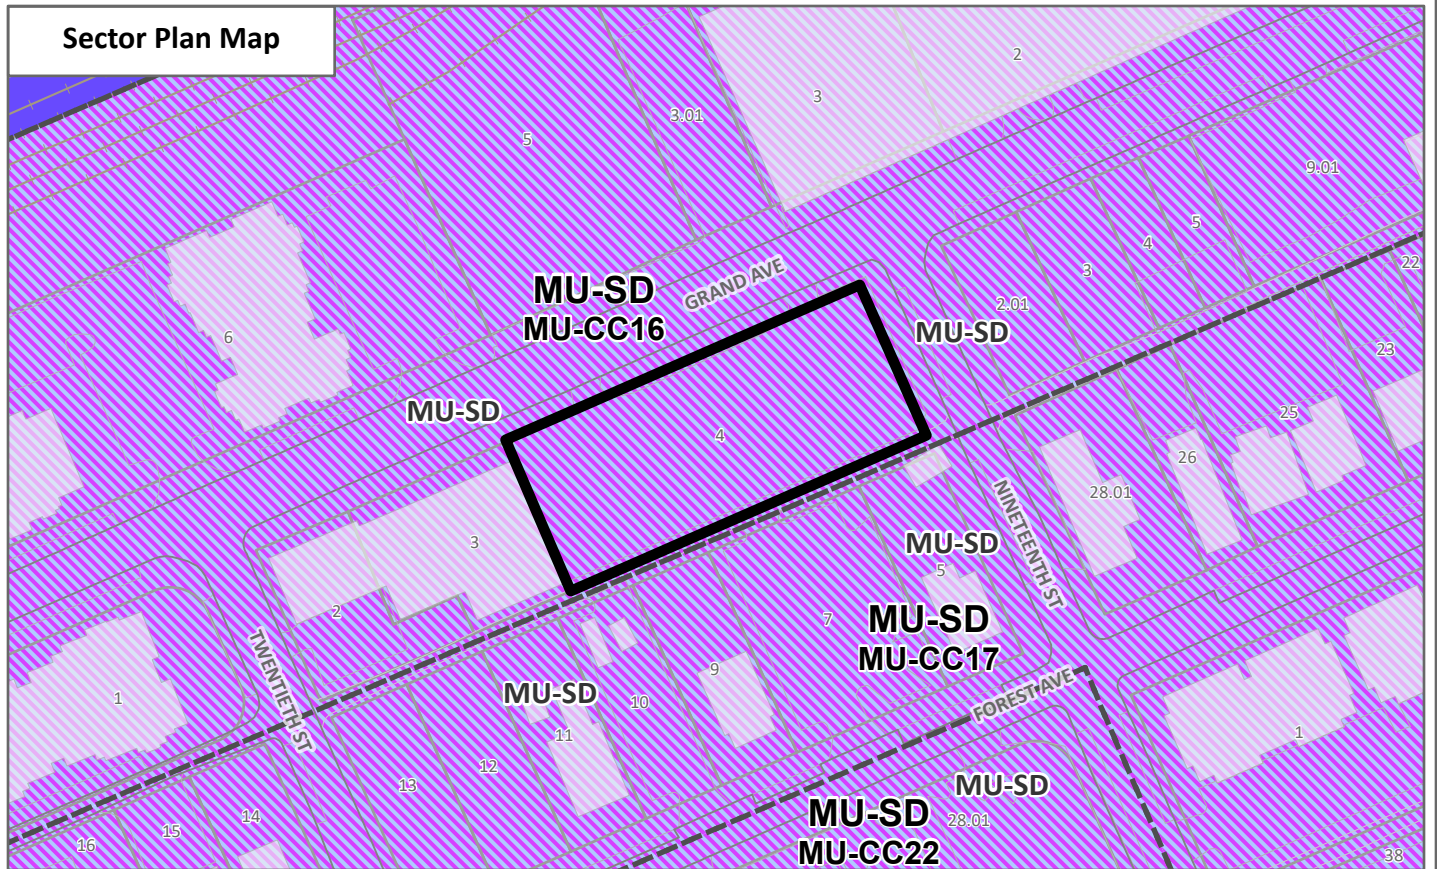 Sector Plan Map
2
3
3.01
5
9.01
5
4
3
22
2.01
GRAND AVE
MU-SD
MU-CC16
MU-SD
6
23
MU-SD
4
25
26
28.01
NINETEENTH ST
3
MU-SD
5
2
7
MU-SD
MU-CC17
TWENTIETH ST
9
MU-SD
10
FOREST AVE
1
11
1
12
13
MU-SD
14
MU-SD
28.01
MU-CC22
15
16
38